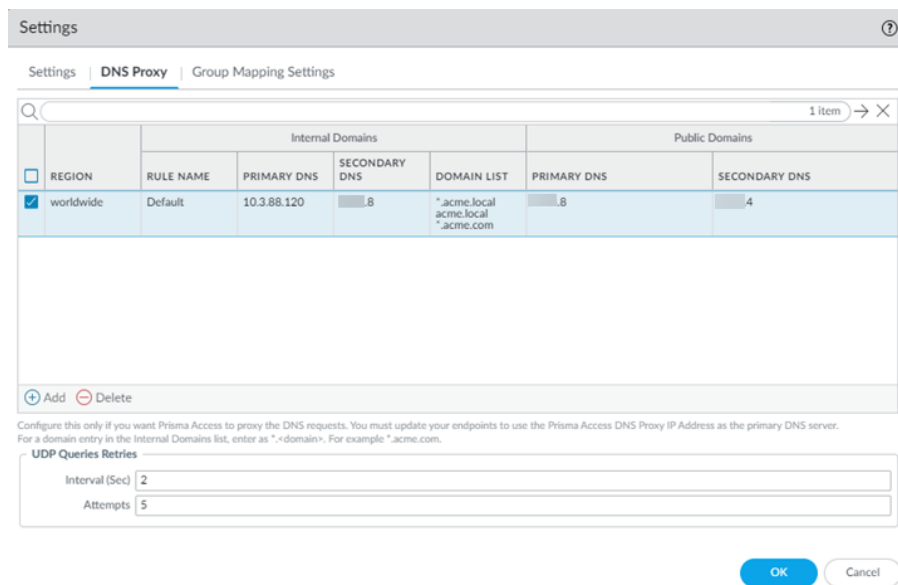 Settings
Settings | DNS Proxy | Group Mapping Settings
1 item
Internal Domains Public Domains
REGION RULE NAME PRIMARY DNS SECONDARY DNS DOMAIN LIST PRIMARY DNS SECONDARY DNS
worldwide Default 10.3.88.120 .8 *.acme.local .8 .4
acme.local
*.acme.com
Add Delete
Configure this only if you want Prisma Access to proxy the DNS requests. You must update your endpoints to use the Prisma Access DNS Proxy IP Address as the primary DNS server.
For a domain entry in the Internal Domains list, enter as *.<domain>. For example *.acme.com.
UDP Queries Retries
Interval (Sec) 2
Attempts 5
OK Cancel